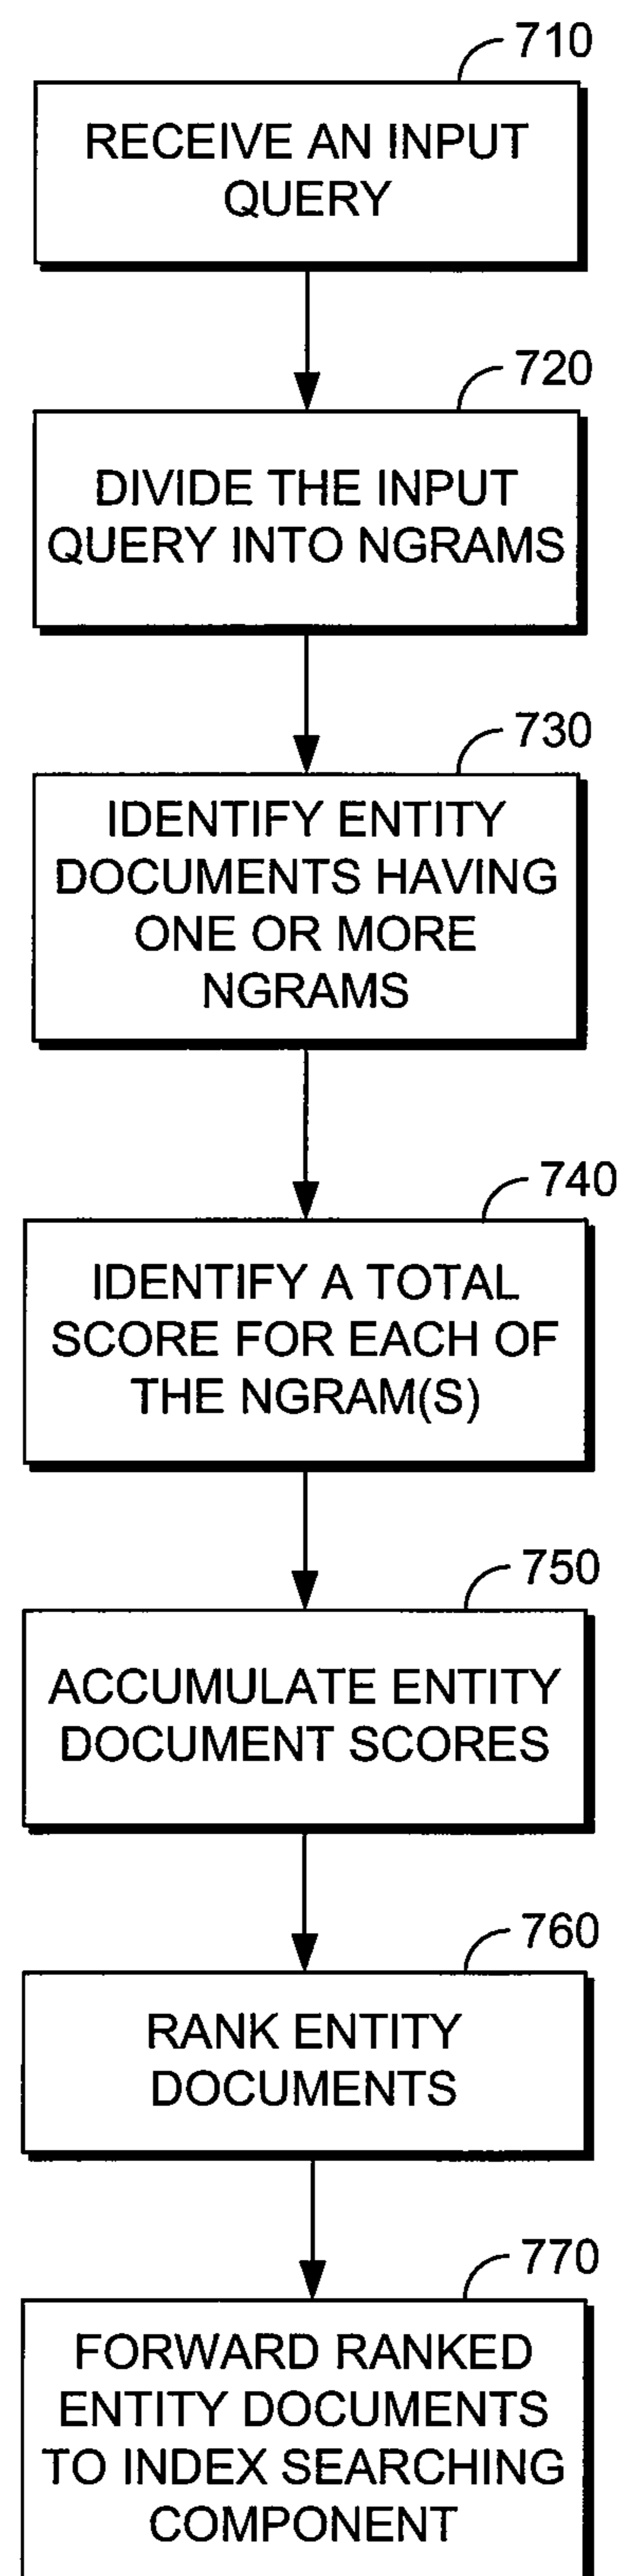 710
RECEIVE AN INPUT
QUERY
720
DIVIDE THE INPUT
QUERY INTO NGRAMS
730
IDENTIFY ENTITY
DOCUMENTS HAVING
ONE OR MORE
NGRAMS
740
IDENTIFY A TOTAL
SCORE FOR EACH OF
THE NGRAM(S)
750
ACCUMULATE ENTITY
DOCUMENT SCORES
760
RANK ENTITY
DOCUMENTS
770
FORWARD RANKED
ENTITY DOCUMENTS
TO INDEX SEARCHING
COMPONENT